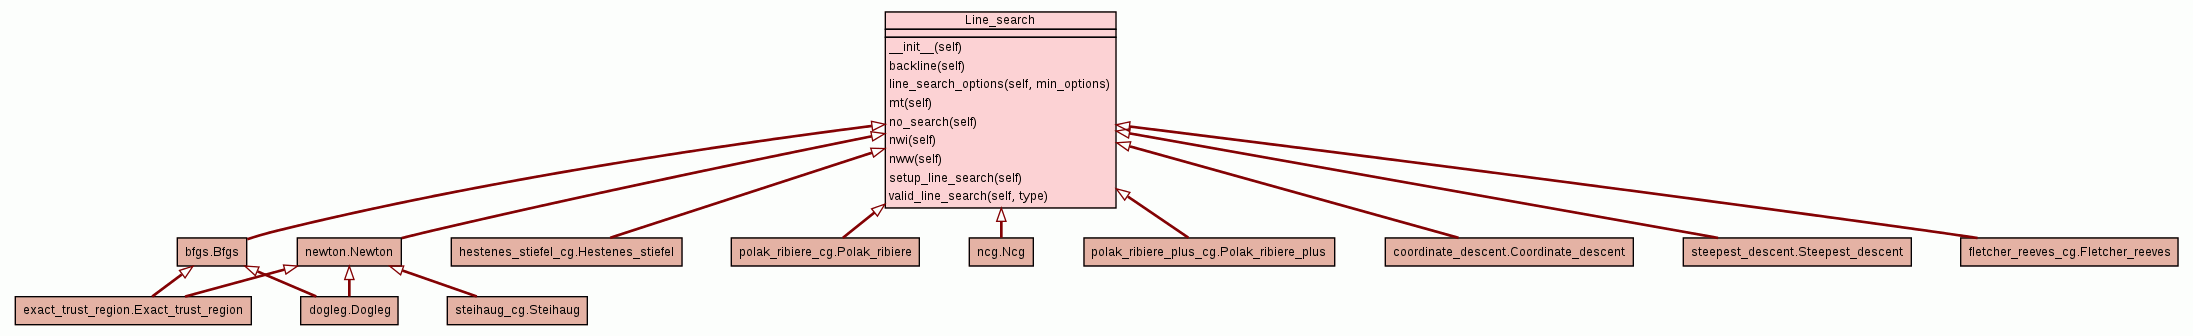 Line_search
__init__(self)
backline(self)
line_search_options(self, min_options)
mt(self)
no_search(self)
nwi(self)
nww(self)
setup_line_search(self)
valid_line_search(self, type)
bfgs.Bfgs
newton.Newton
hestenes_stiefel_cg.Hestenes_stiefel
polak_ribiere_cg.Polak_ribiere
ncg.Ncg
polak_ribiere_plus_cg.Polak_ribiere_plus
coordinate_descent.Coordinate_descent
steepest_descent.Steepest_descent
fletcher_reeves_cg.Fletcher_reeves
exact_trust_region.Exact_trust_region
dogleg.Dogleg
steihaug_cg.Steihaug